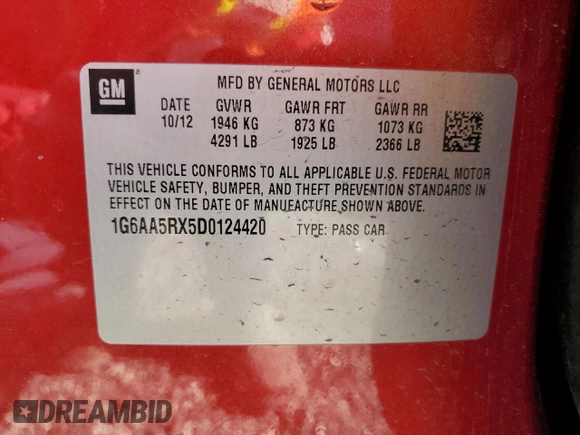 GM
MFD BY GENERAL MOTORS LLC
DATE GVWR GAWR FRT GAWR RR
10/12 1946 KG 873 KG 1073 KG
4291 LB 1925 LB 2366 LB
THIS VEHICLE CONFORMS TO ALL APPLICABLE U.S. FEDERAL MOTOR
VEHICLE SAFETY, BUMPER, AND THEFT PREVENTION STANDARDS IN
EFFECT ON THE DATE OF MANUFACTURE SHOWN ABOVE.
1G6AA5RX5D0124420 TYPE: PASS CAR
DREAMBID